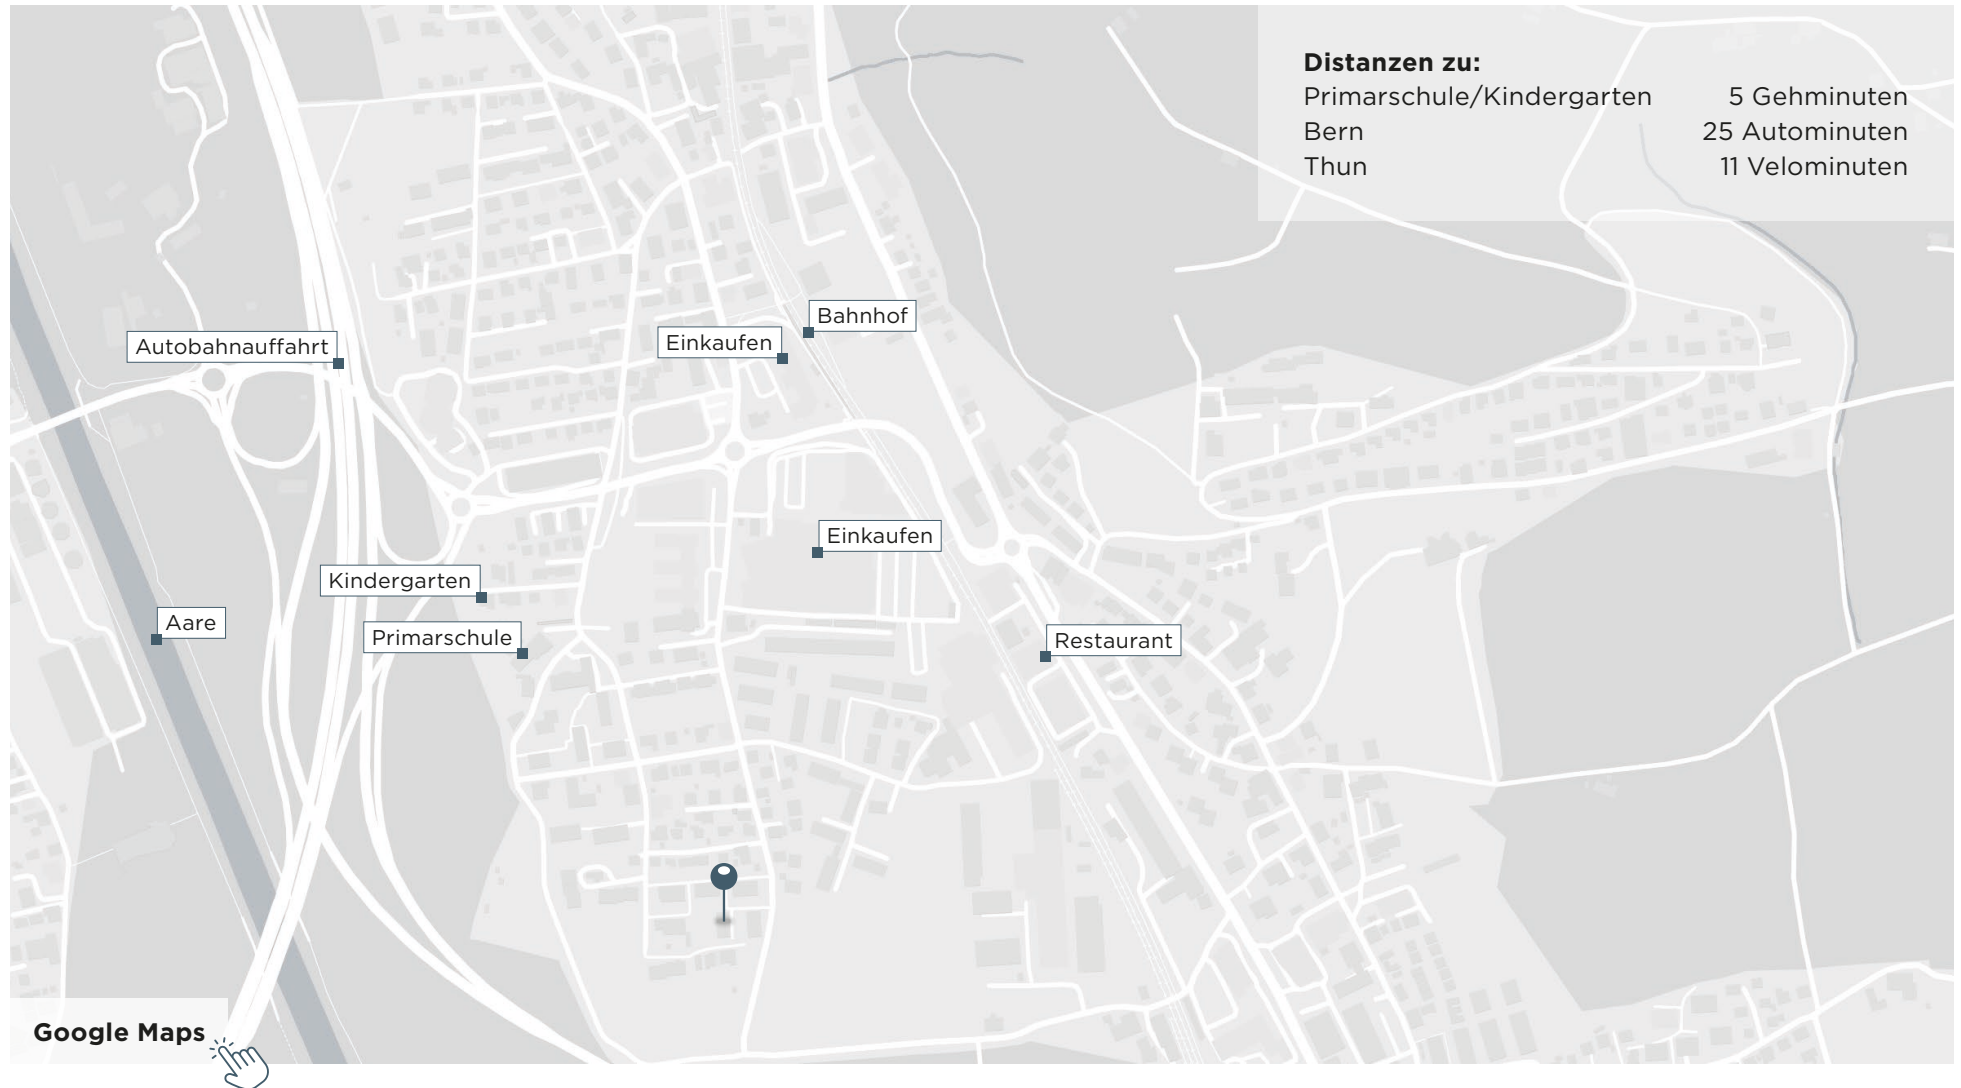 Distanzen zu:
Primarschule/Kindergarten 5 Gehminuten
Bern 25 Autominuten
Thun 11 Velominuten
Bahnhof
Einkaufen
Autobahnauffahrt
Einkaufen
Kindergarten
Aare
Primarschule
Restaurant
Google Maps